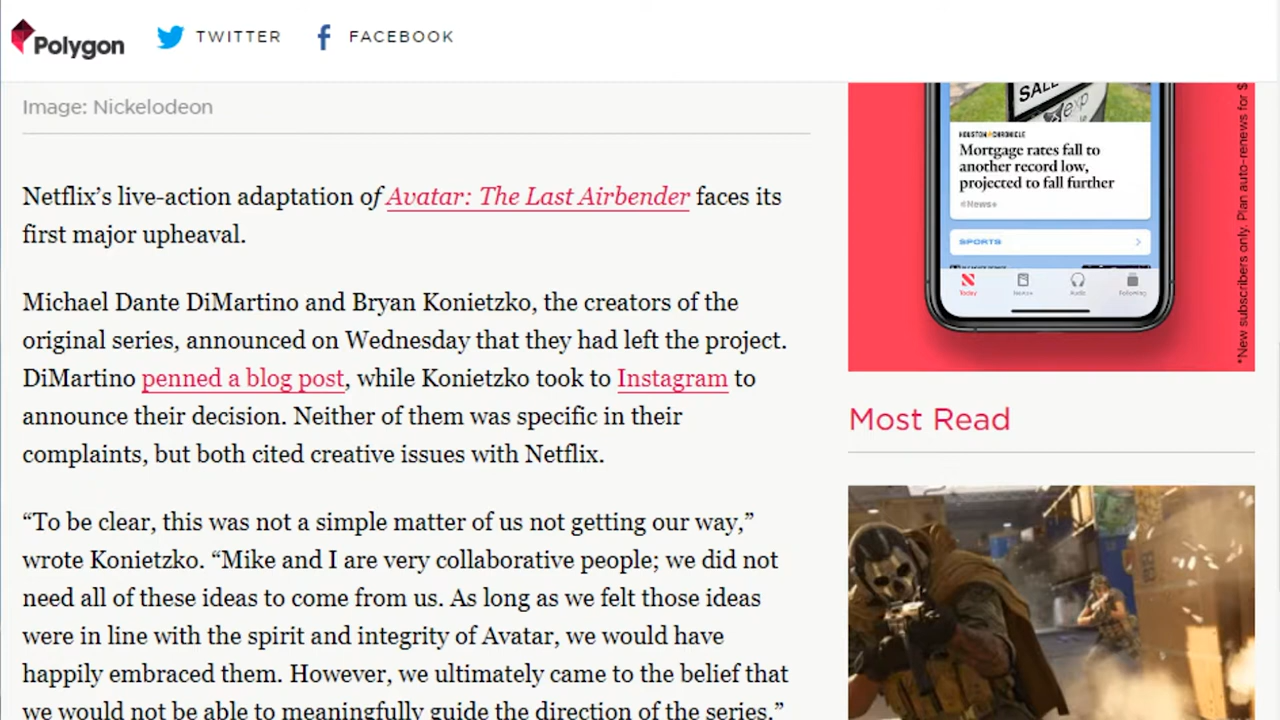 Polygon
TWITTER
FACEBOOK
Image: Nickelodeon
Netflix’s live-action adaptation of Avatar: The Last Airbender faces its
first major upheaval.
Michael Dante DiMartino and Bryan Konietzko, the creators of the
original series, announced on Wednesday that they had left the project.
DiMartino penned a blog post, while Konietzko took to Instagram to
announce their decision. Neither of them was specific in their
complaints, but both cited creative issues with Netflix.
“To be clear, this was not a simple matter of us not getting our way,”
wrote Konietzko. “Mike and I are very collaborative people; we did not
need all of these ideas to come from us. As long as we felt those ideas
were in line with the spirit and integrity of Avatar, we would have
happily embraced them. However, we ultimately came to the belief that
we would not be able to meaningfully guide the direction of the series.”
SALE
exp
HOUSTON CHRONICLE
Mortgage rates fall to
another record low,
projected to fall further
News+
SPORTS
Today
News+
Audio
Following
*New subscribers only. Plan auto-renews for $
Most Read